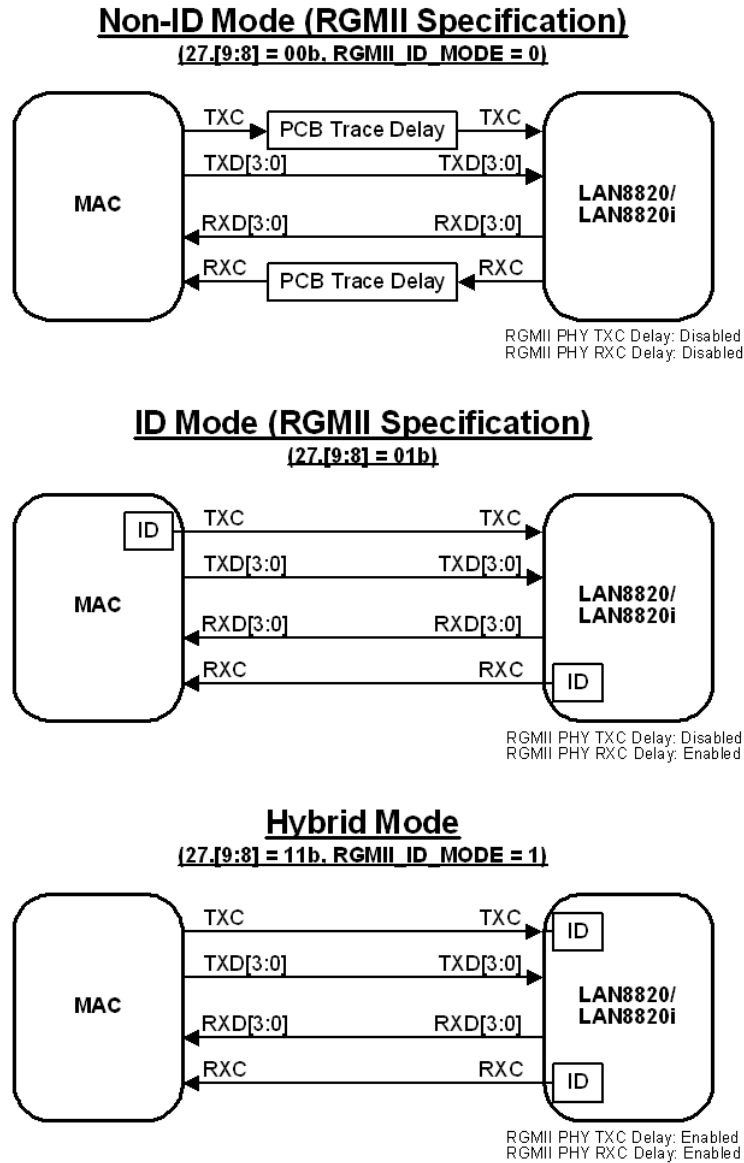 Non-ID Mode (RGMII Specification)
(27.[9:8] = 00b, RGMII_ID_MODE = 0)
TXC PCB Trace Delay TXC
TXD[3:0] TXD[3:0]
MAC
LAN8820/
LAN8820i
RXD[3:0] RXD[3:0]
RXC PCB Trace Delay RXC
RGMII PHY TXC Delay: Disabled
RGMII PHY RXC Delay: Disabled
ID Mode (RGMII Specification)
(27.[9:8] = 01b)
ID TXC TXC
TXD[3:0] TXD[3:0]
MAC
LAN8820/
LAN8820i
RXD[3:0] RXD[3:0]
RXC RXC ID
RGMII PHY TXC Delay: Disabled
RGMII PHY RXC Delay: Enabled
Hybrid Mode
(27.[9:8] = 11b, RGMII_ID_MODE = 1)
TXC TXC ID
TXD[3:0] TXD[3:0]
MAC
LAN8820/
LAN8820i
RXD[3:0] RXD[3:0]
RXC RXC ID
RGMII PHY TXC Delay: Enabled
RGMII PHY RXC Delay: Enabled